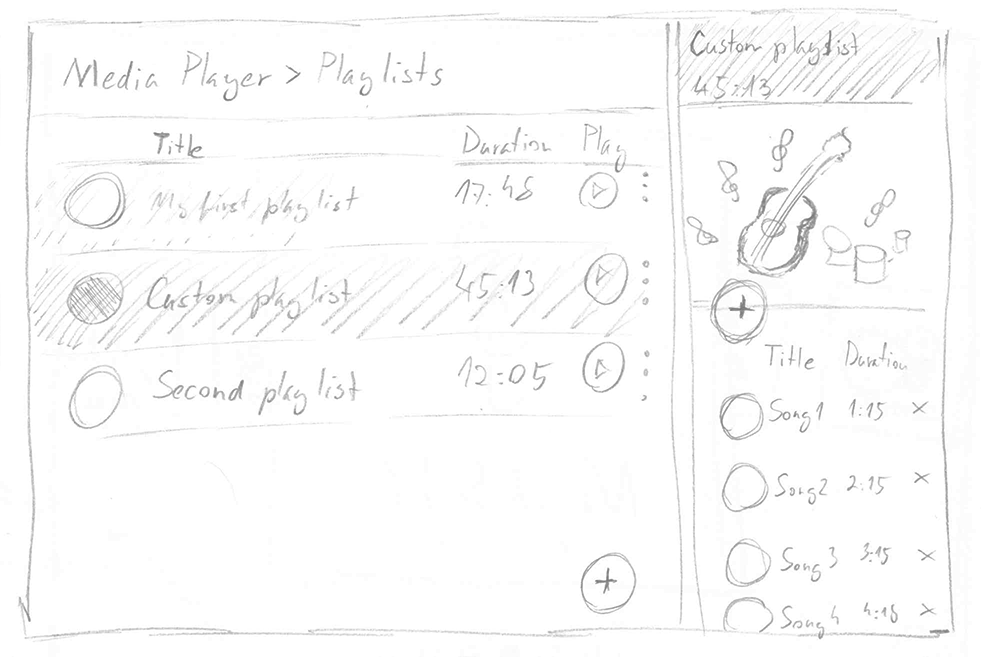 Media Player > Playlists
Title Duration Play
My first playlist 17:48
Custom playlist 45:13
Second playlist 12:05
+
Custom playlist
45:13
+
Title Duration
Song1 1:15 ×
Song2 2:15 ×
Song3 3:15 ×
Song4 4:15 ×